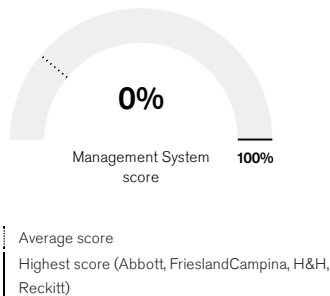 0%
Management System
score
100%
Average score
Highest score (Abbott, FrieslandCampina, H&H,
Reckitt)